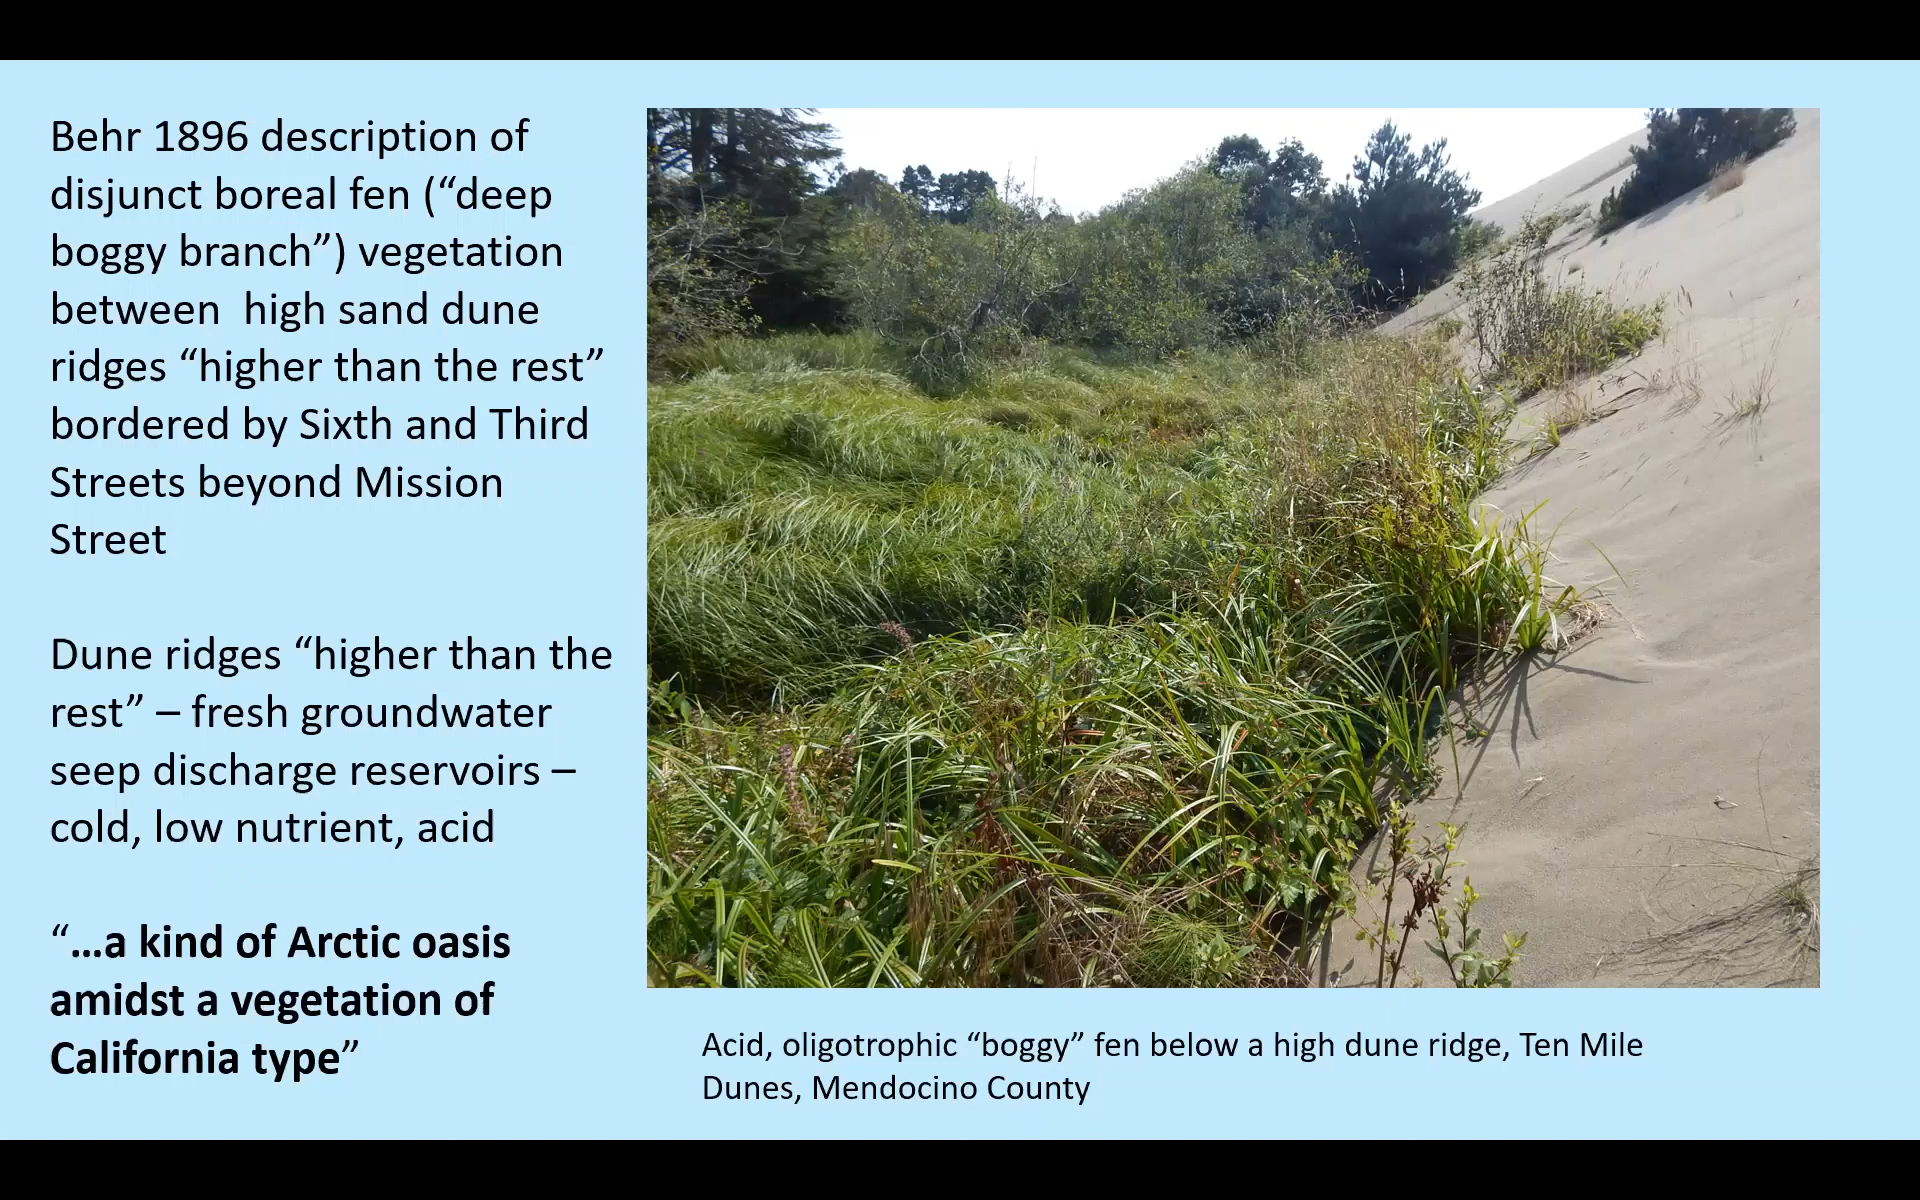 Behr 1896 description of
disjunct boreal fen (“deep
boggy branch”) vegetation
between  high sand dune
ridges “higher than the rest”
bordered by Sixth and Third
Streets beyond Mission
Street
Dune ridges “higher than the
rest” – fresh groundwater
seep discharge reservoirs –
cold, low nutrient, acid
“…a kind of Arctic oasis
amidst a vegetation of
California type”
Acid, oligotrophic “boggy” fen below a high dune ridge, Ten Mile
Dunes, Mendocino County